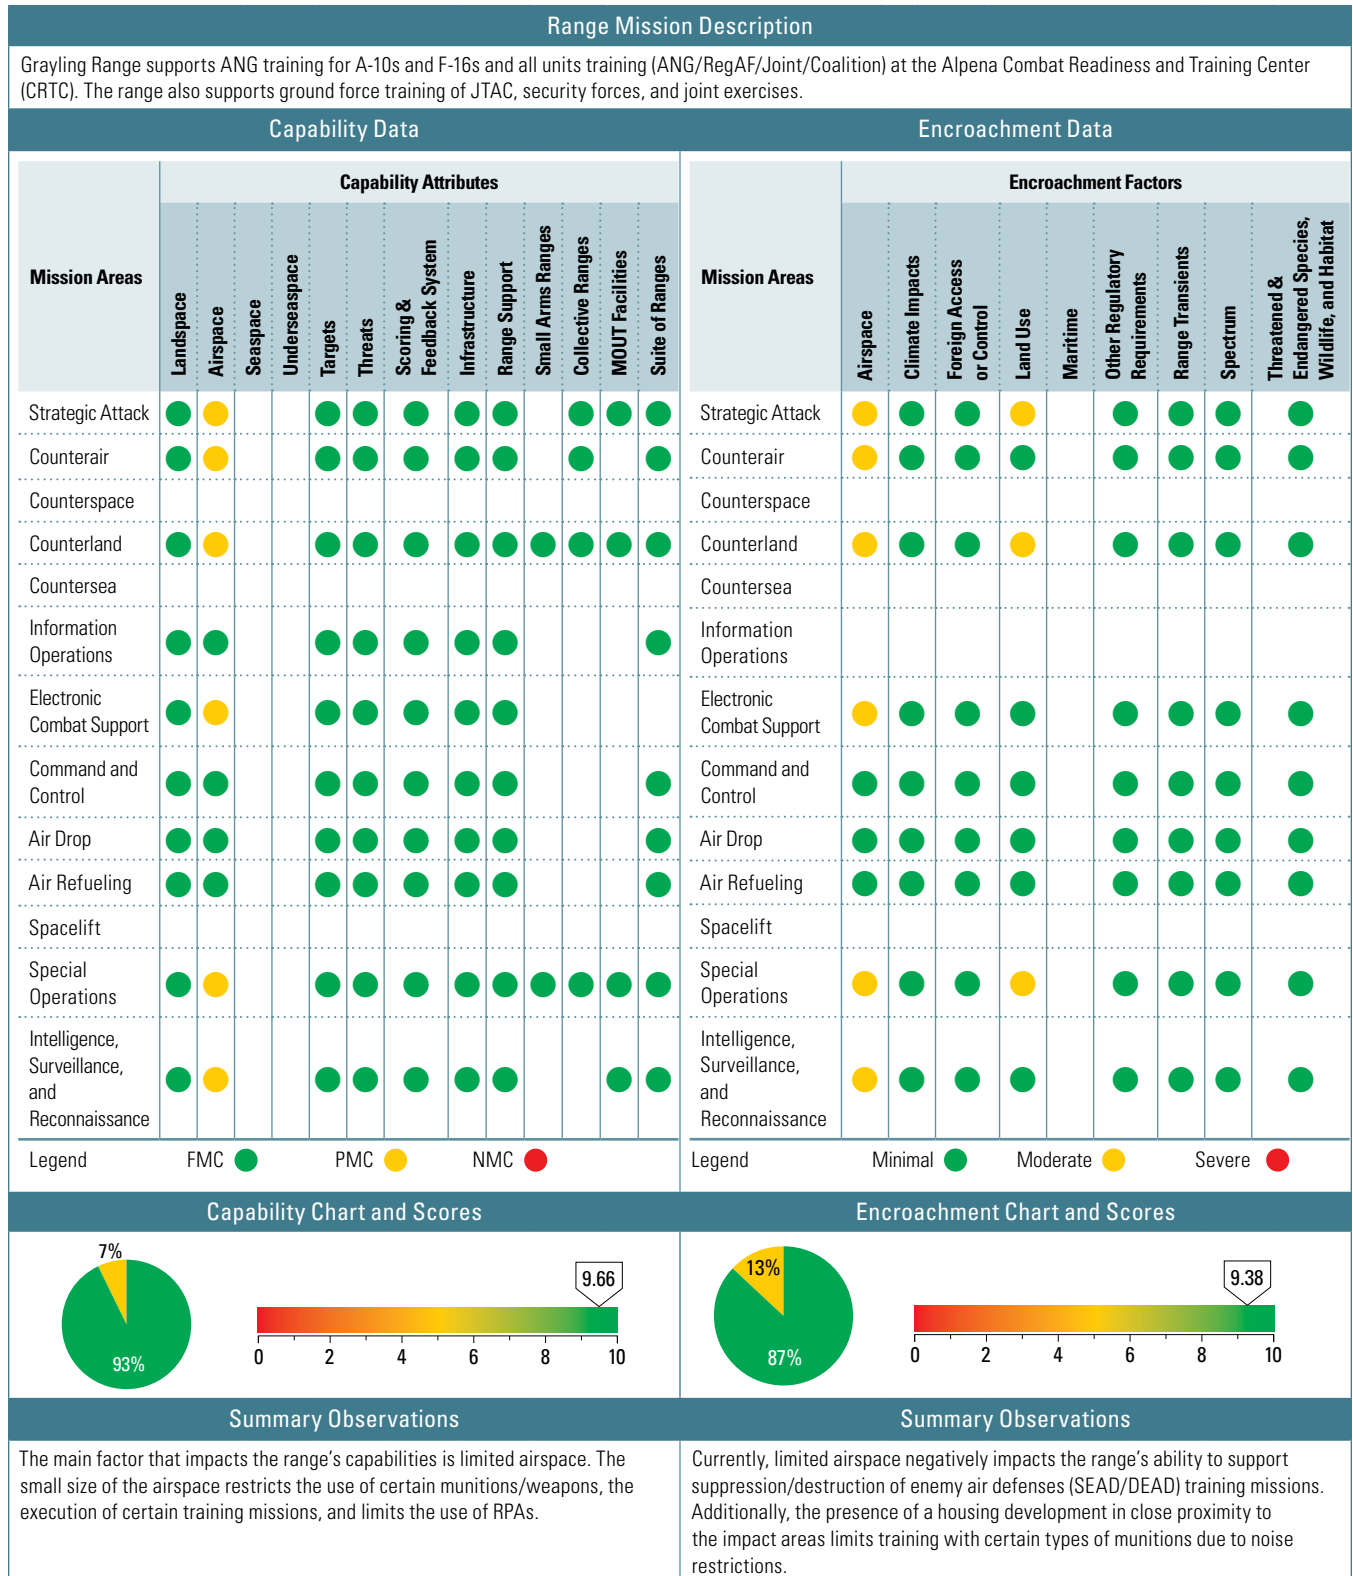 Range Mission Description
Grayling Range supports ANG training for A-10s and F-16s and all units training (ANG/RegAF/Joint/Coalition) at the Alpena Combat Readiness and Training Center
(CRTC). The range also supports ground force training of JTAC, security forces, and joint exercises.
Capability Data
Mission Areas
Capability Attributes
Landspace
Airspace
Seaspace
Underseaspace
Targets
Threats
Scoring &
Feedback System
Infrastructure
Range Support
Small Arms Ranges
Collective Ranges
MOUT Facilities
Suite of Ranges
Strategic Attack
Counterair
Counterspace
Counterland
Countersea
Information
Operations
Electronic
Combat Support
Command and
Control
Air Drop
Air Refueling
Spacelift
Special
Operations
Intelligence,
Surveillance,
and
Reconnaissance
Legend FMC PMC NMC
Encroachment Data
Mission Areas
Encroachment Factors
Airspace
Climate Impacts
Foreign Access
or Control
Land Use
Maritime
Other Regulatory
Requirements
Range Transients
Spectrum
Threatened &
Endangered Species,
Wildlife, and Habitat
Strategic Attack
Counterair
Counterspace
Counterland
Countersea
Information
Operations
Electronic
Combat Support
Command and
Control
Air Drop
Air Refueling
Spacelift
Special
Operations
Intelligence,
Surveillance,
and
Reconnaissance
Legend Minimal Moderate Severe
Capability Chart and Scores
7%
93%
9.66
0 2 4 6 8 10
Encroachment Chart and Scores
13%
87%
9.38
0 2 4 6 8 10
Summary Observations
The main factor that impacts the range's capabilities is limited airspace. The
small size of the airspace restricts the use of certain munitions/weapons, the
execution of certain training missions, and limits the use of RPAs.
Summary Observations
Currently, limited airspace negatively impacts the range's ability to support
suppression/destruction of enemy air defenses (SEAD/DEAD) training missions.
Additionally, the presence of a housing development in close proximity to
the impact areas limits training with certain types of munitions due to noise
restrictions.